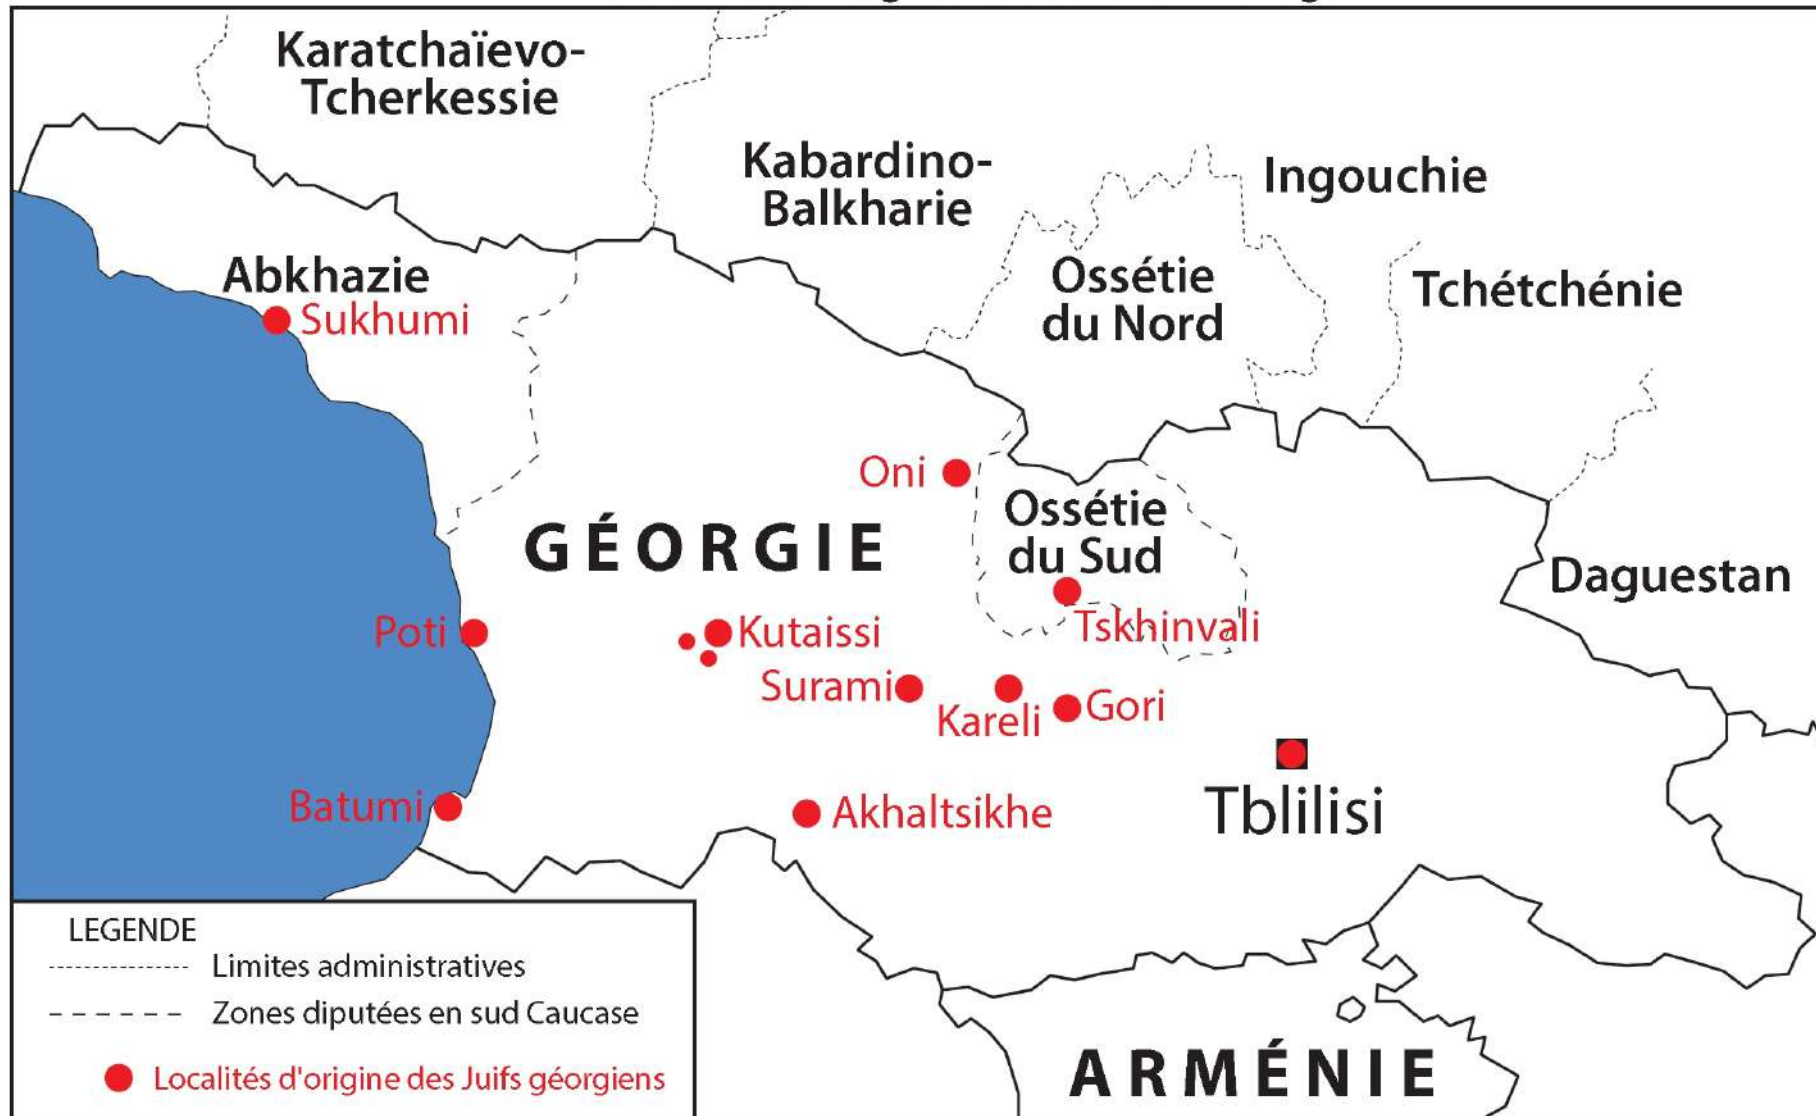 Karatchaïevo-
Tcherkessie
Kabardino-
Balkharie
Ingouchie
Abkhazie
Sukhumi
Ossétie
du Nord
Tchétchénie
Oni
Ossétie
du Sud
GÉORGIE
Daguestan
Poti
Kutaissi
Tskhinvali
Surami
Kareli
Gori
Batumi
Akhaltsikhe
Tblilisi
LEGENDE
Limites administratives
Zones diputées en sud Caucase
Localités d'origine des Juifs géorgiens
ARMÉNIE